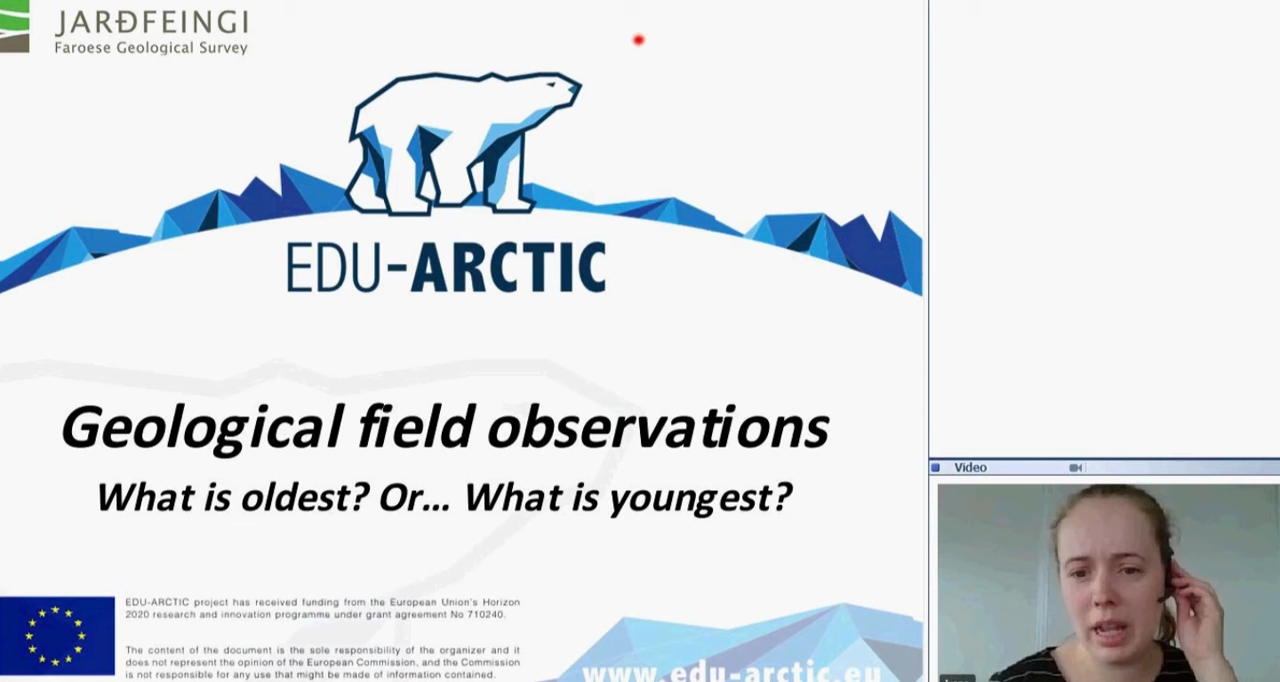 JARÐFEINGI
Faroese Geological Survey
EDU-ARCTIC
Geological field observations
What is oldest? Or... What is youngest?
EDU-ARCTIC project has received funding from the European Union's Horizon
2020 research and innovation programme under grant agreement No 710240.
The content of the document is the sole responsibility of the organizer and it
does not represent the opinion of the European Commission, and the Commission
is not responsible for any use that might be made of information contained.
www.edu-arctic.eu
Video